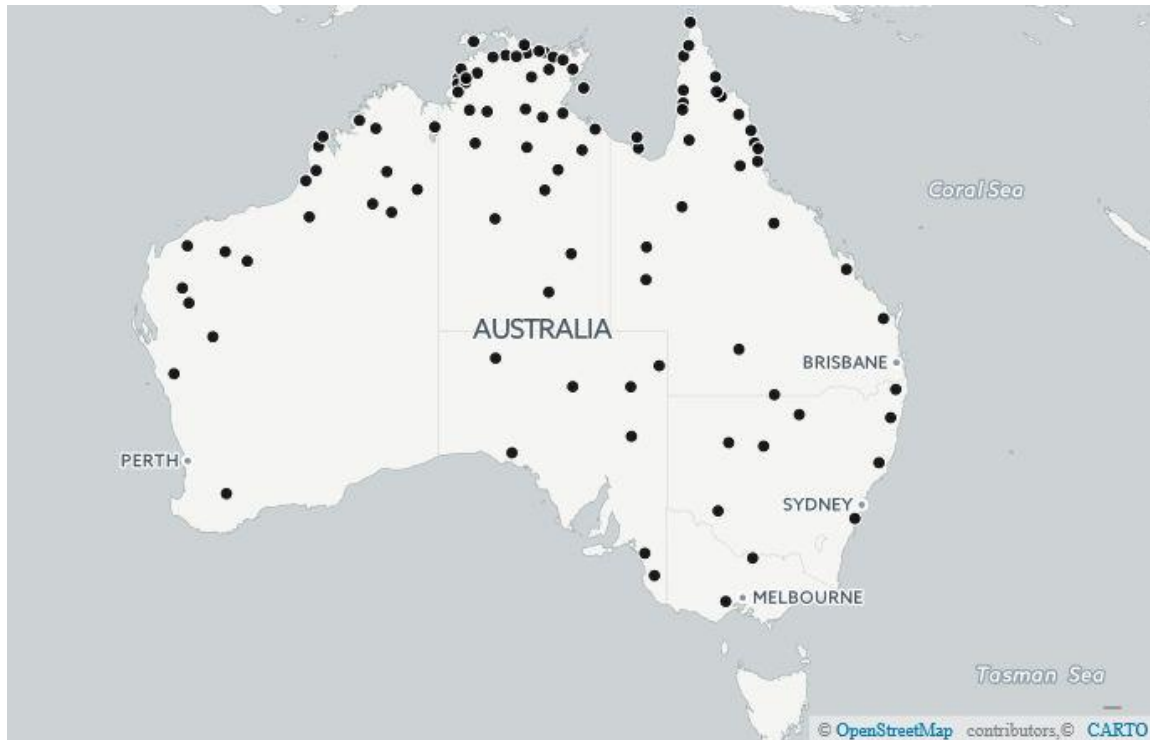 Coral Sea
AUSTRALIA
BRISBANE
PERTH
SYDNEY
MELBOURNE
Tasman Sea
© OpenStreetMap contributors,© CARTO